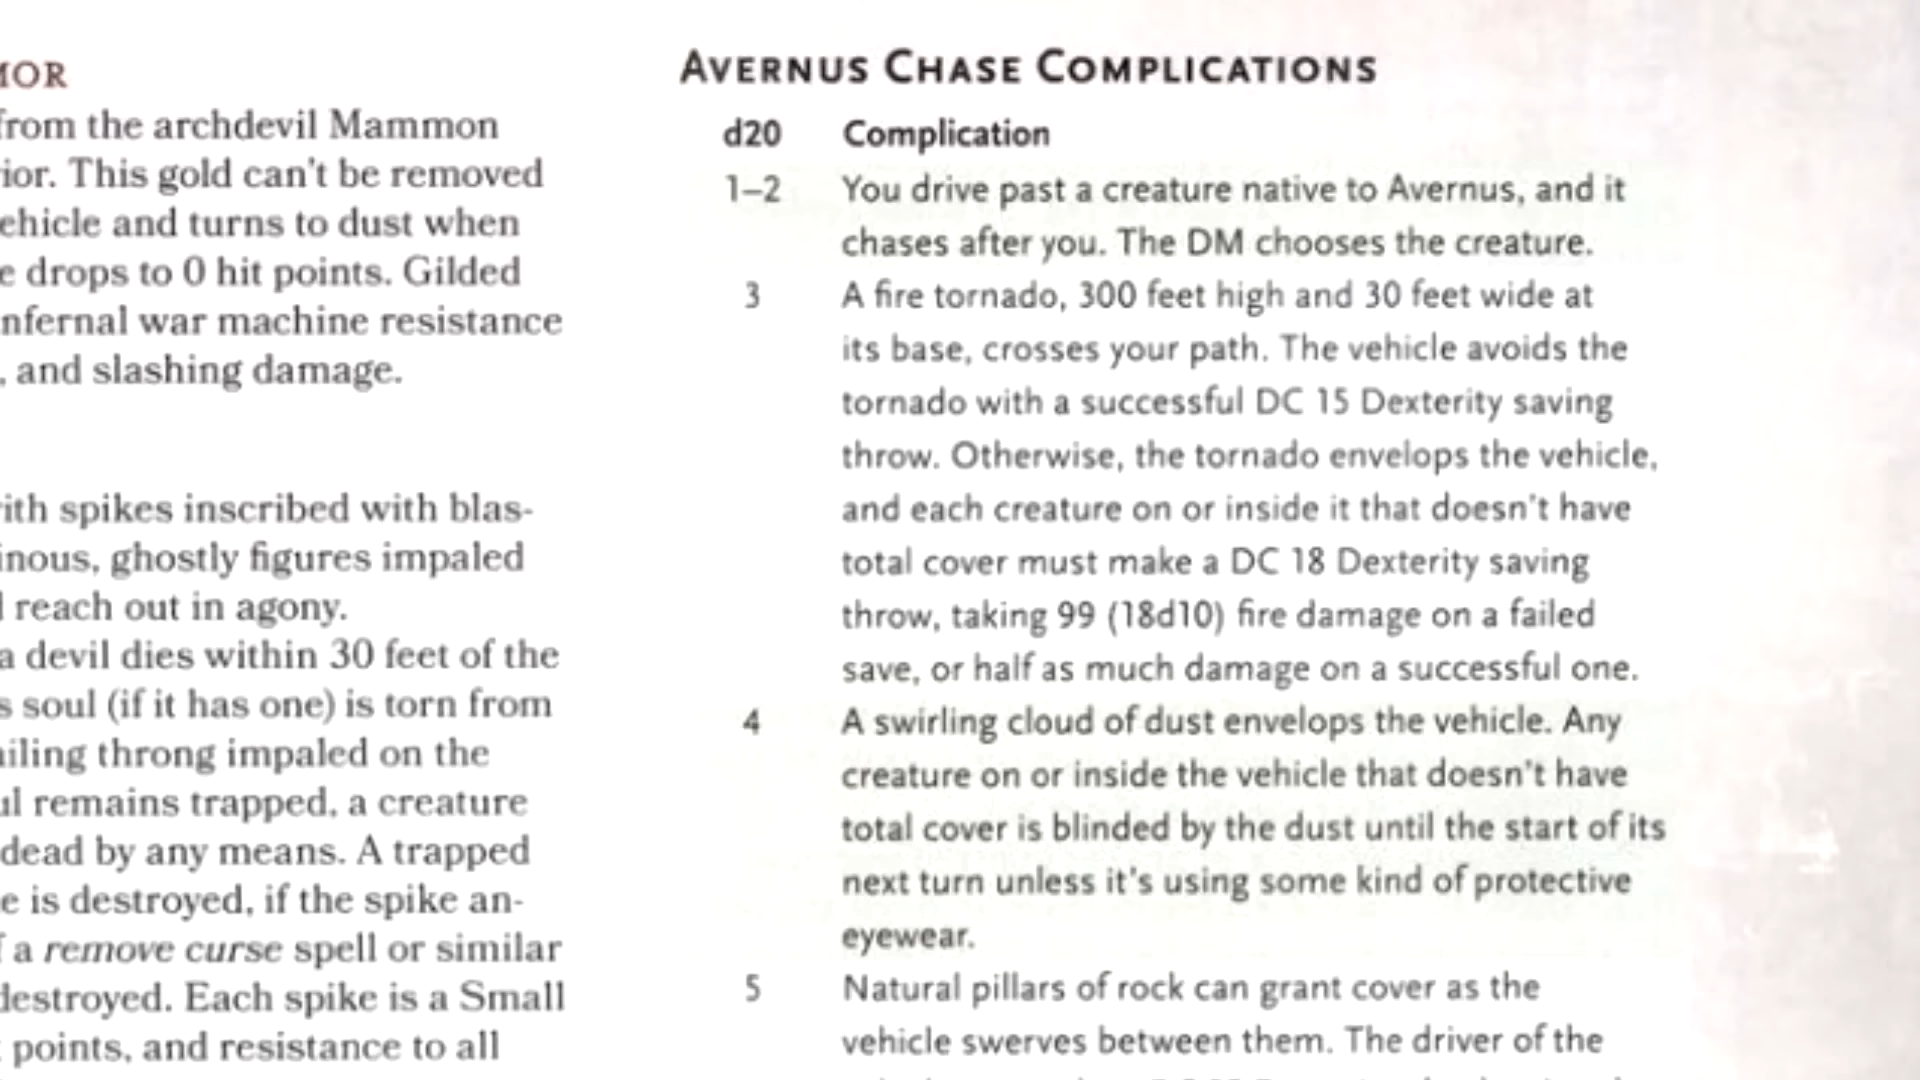 MOR
from the archdevil Mammon
ior. This gold can't be removed
ehicle and turns to dust when
e drops to 0 hit points. Gilded
nfernal war machine resistance
, and slashing damage.
ith spikes inscribed with blas-
inous, ghostly figures impaled
reach out in agony.
a devil dies within 30 feet of the
s soul (if it has one) is torn from
ailing throng impaled on the
ul remains trapped, a creature
dead by any means. A trapped
e is destroyed, if the spike an-
f a remove curse spell or similar
destroyed. Each spike is a Small
points, and resistance to all
AVERNUS CHASE COMPLICATIONS
d20 Complication
1–2 You drive past a creature native to Avernus, and it
chases after you. The DM chooses the creature.
3 A fire tornado, 300 feet high and 30 feet wide at
its base, crosses your path. The vehicle avoids the
tornado with a successful DC 15 Dexterity saving
throw. Otherwise, the tornado envelops the vehicle,
and each creature on or inside it that doesn't have
total cover must make a DC 18 Dexterity saving
throw, taking 99 (18d10) fire damage on a failed
save, or half as much damage on a successful one.
4 A swirling cloud of dust envelops the vehicle. Any
creature on or inside the vehicle that doesn't have
total cover is blinded by the dust until the start of its
next turn unless it's using some kind of protective
eyewear.
5 Natural pillars of rock can grant cover as the
vehicle swerves between them. The driver of the